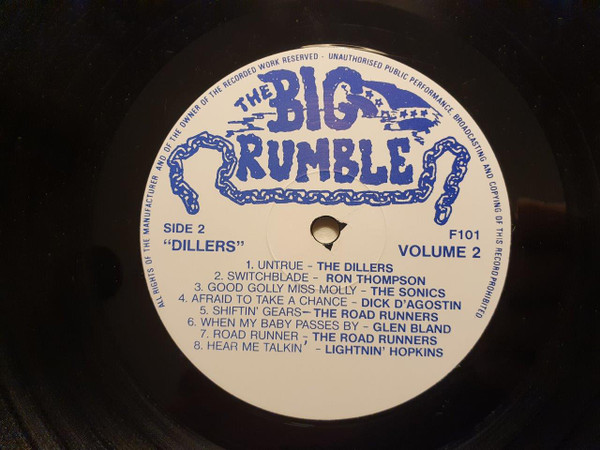 ALL RIGHTS OF THE MANUFACTURER AND OF THE OWNER OF THE RECORDED WORK RESERVED - UNAUTHORISED PUBLIC PERFORMANCE, BROADCASTING AND COPYING OF THIS RECORD PROHIBITED
THE BIG
RUMBLE
SIDE 2
F101
"DILLERS"
VOLUME 2
1. UNTRUE - THE DILLERS
2. SWITCHBLADE - RON THOMPSON
3. GOOD GOLLY MISS MOLLY - THE SONICS
4. AFRAID TO TAKE A CHANCE - DICK D'AGOSTIN
5. SHIFTIN' GEARS - THE ROAD RUNNERS
6. WHEN MY BABY PASSES BY - GLEN BLAND
7. ROAD RUNNER - THE ROAD RUNNERS
8. HEAR ME TALKIN' - LIGHTNIN' HOPKINS